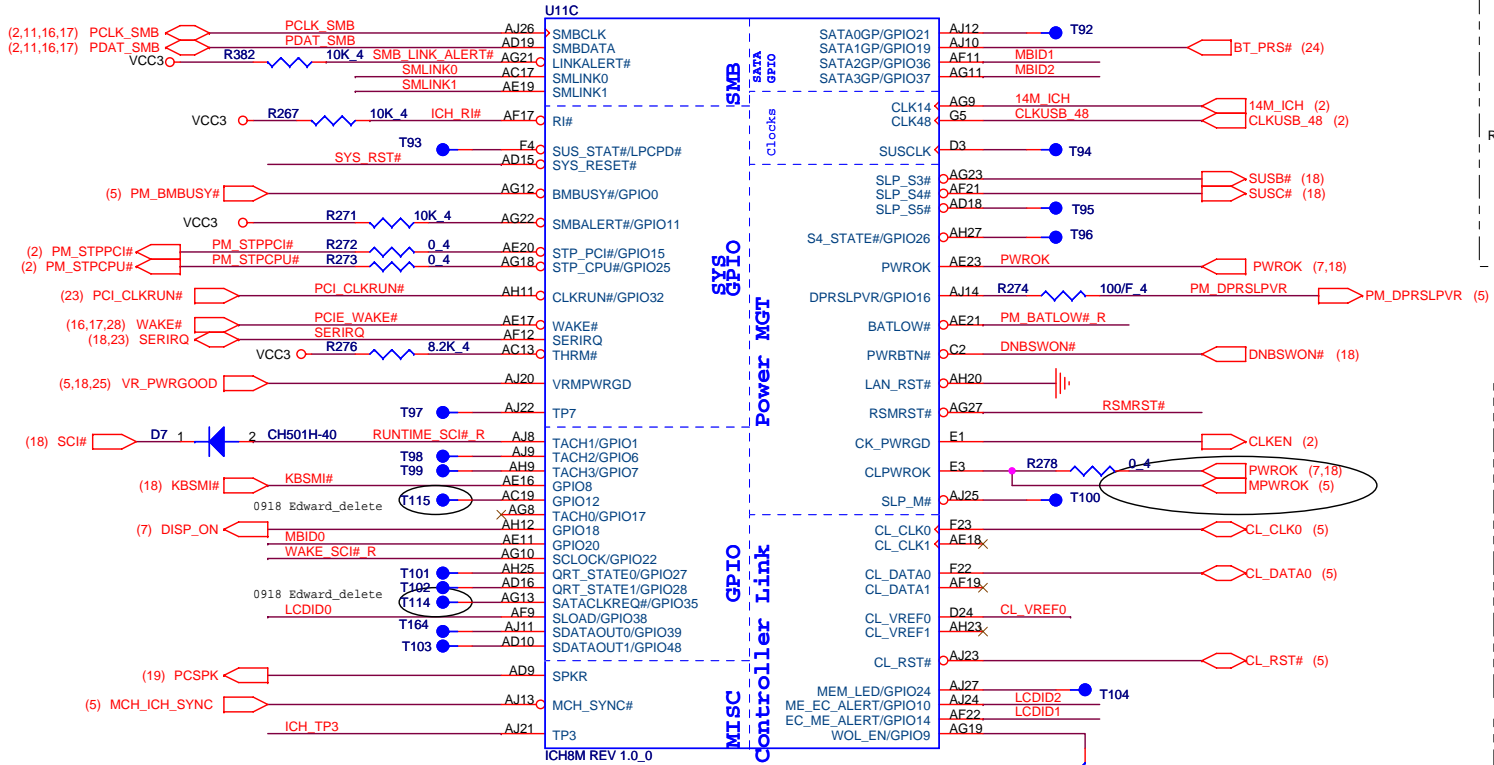 U11C
(2,11,16,17) PCLK_SMB PCLK_SMB AJ26 SMBCLK
(2,11,16,17) PDAT_SMB PDAT_SMB AD19 SMBDATA
VCC3 R382 10K_4 SMB_LINK_ALERT# AG21 LINKALERT#
SMLINK0 AC17 SMLINK0
SMLINK1 AE19 SMLINK1
VCC3 R267 10K_4 ICH_RI# AF17 RI#
T93 F4 SUS_STAT#/LPCPD#
SYS_RST# AD15 SYS_RESET#
(5) PM_BMBUSY# AG12 BMBUSY#/GPIO0
VCC3 R271 10K_4 AG22 SMBALERT#/GPIO11
(2) PM_STPPCI# PM_STPPCI# R272 0_4 AE20 STP_PCI#/GPIO15
(2) PM_STPCPU# PM_STPCPU# R273 0_4 AG18 STP_CPU#/GPIO25
(23) PCI_CLKRUN# PCI_CLKRUN# AH11 CLKRUN#/GPIO32
(16,17,28) WAKE# PCIE_WAKE# AE17 WAKE#
(18,23) SERIRQ SERIRQ AF12 SERIRQ
VCC3 R276 8.2K_4 AC13 THRM#
(5,18,25) VR_PWRGOOD AJ20 VRMPWRGD
T97 AJ22 TP7
(18) SCI# D7 1 2 CH501H-40 RUNTIME_SCI#_R AJ8 TACH1/GPIO1
T98 AJ9 TACH2/GPIO6
T99 AH9 TACH3/GPIO7
(18) KBSMI# KBSMI# AE16 GPIO8
T115 AC19 GPIO12
0918 Edward_delete AG8 TACH0/GPIO17
(7) DISP_ON AH12 GPIO18
MBID0 AE11 GPIO20
WAKE_SCI#_R AG10 SCLOCK/GPIO22
T101 AH25 QRT_STATE0/GPIO27
T102 AD16 QRT_STATE1/GPIO28
0918 Edward_delete T114 AG13 SATACLKREQ#/GPIO35
LCDID0 AF9 SLOAD/GPIO38
T164 AJ11 SDATAOUT0/GPIO39
T103 AD10 SDATAOUT1/GPIO48
(19) PCSPK AD9 SPKR
(5) MCH_ICH_SYNC AJ13 MCH_SYNC#
ICH_TP3 AJ21 TP3
ICH8M REV 1.0_0
SMB
SATA
GPIO
Clocks
SYS
GPIO
Power MGT
GPIO
Controller Link
MISC
SATA0GP/GPIO21 AJ12 T92
SATA1GP/GPIO19 AJ10 BT_PRS# (24)
SATA2GP/GPIO36 AF11 MBID1
SATA3GP/GPIO37 AG11 MBID2
CLK14 AG9 14M_ICH 14M_ICH (2)
CLK48 G5 CLKUSB_48 CLKUSB_48 (2)
SUSCLK D3 T94
SLP_S3# AG23 SUSB# (18)
SLP_S4# AF21 SUSC# (18)
SLP_S5# AD18 T95
S4_STATE#/GPIO26 AH27 T96
PWROK AE23 PWROK PWROK (7,18)
DPRSLPVR/GPIO16 AJ14 R274 100/F_4 PM_DPRSLPVR PM_DPRSLPVR (5)
BATLOW# AE21 PM_BATLOW#_R
PWRBTN# C2 DNBSWON# DNBSWON# (18)
LAN_RST# AH20
RSMRST# AG27 RSMRST#
CK_PWRGD E1 CLKEN (2)
CLPWROK E3 R278 0_4 PWROK (7,18)
MPWROK (5)
SLP_M# AJ25 T100
CL_CLK0 F23 CL_CLK0 (5)
CL_CLK1 AE18
CL_DATA0 F22 CL_DATA0 (5)
CL_DATA1 AF19
CL_VREF0 D24 CL_VREF0
CL_VREF1 AH23
CL_RST# AJ23 CL_RST# (5)
MEM_LED/GPIO24 AJ27 T104
ME_EC_ALERT/GPIO10 AJ24 LCDID2
EC_ME_ALERT/GPIO14 AF22 LCDID1
WOL_EN/GPIO9 AG19
R